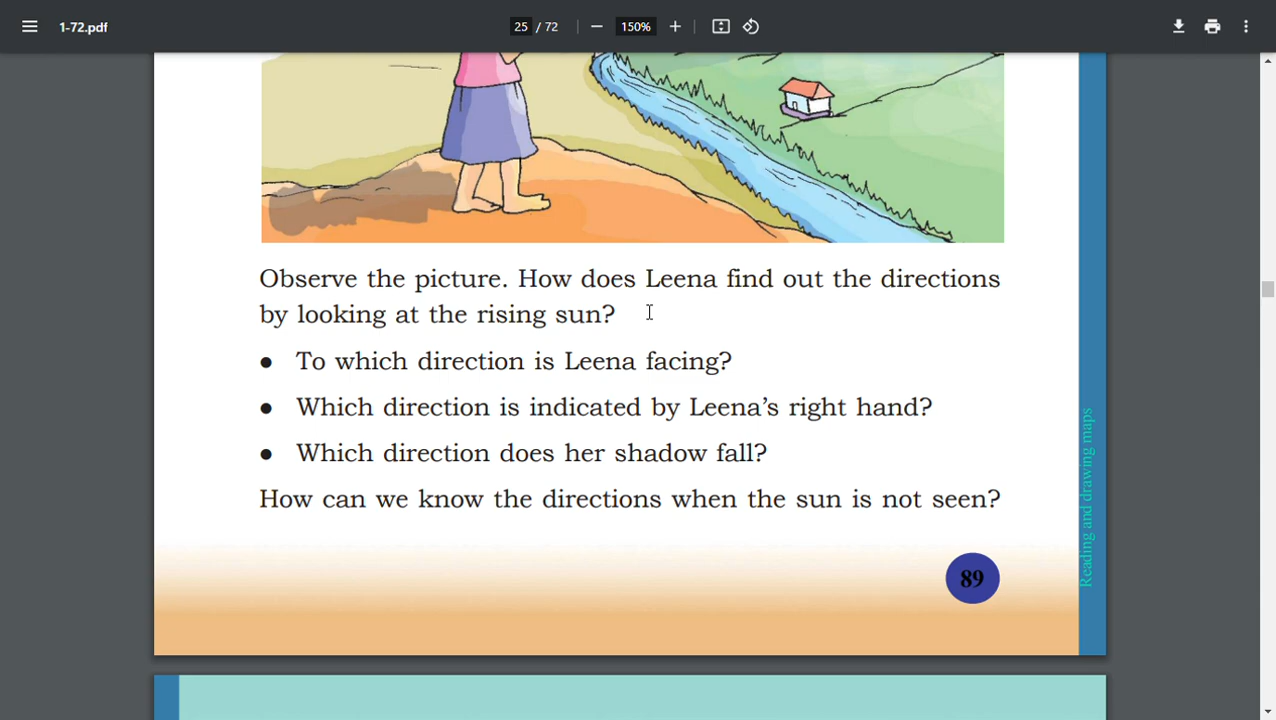 1-72.pdf
25 / 72
150%
Observe the picture. How does Leena find out the directions
by looking at the rising sun?
● To which direction is Leena facing?
● Which direction is indicated by Leena's right hand?
● Which direction does her shadow fall?
How can we know the directions when the sun is not seen?
Reading and drawing maps
89